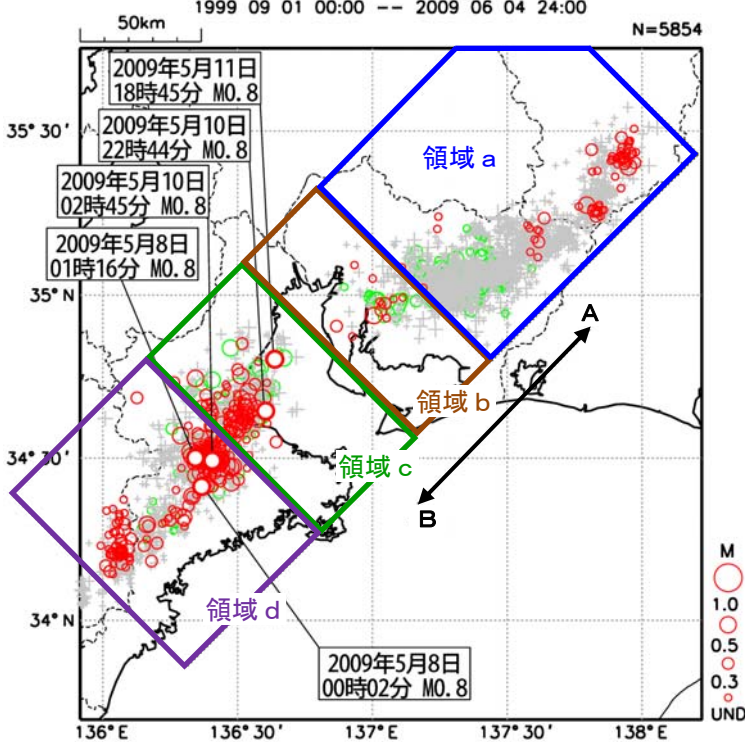 1999 09 01 00:00 -- 2009 06 04 24:00
50km
N=5854
2009年5月11日
18時45分 M0.8
2009年5月10日
22時44分 M0.8
2009年5月10日
02時45分 M0.8
2009年5月8日
01時16分 M0.8
35°30′
領域a
35°N
A
領域b
34°30′
領域c
B
領域d
34°N
2009年5月8日
00時02分 M0.8
M
1.0
0.5
0.3
UND
136°E
136°30′
137°E
137°30′
138°E